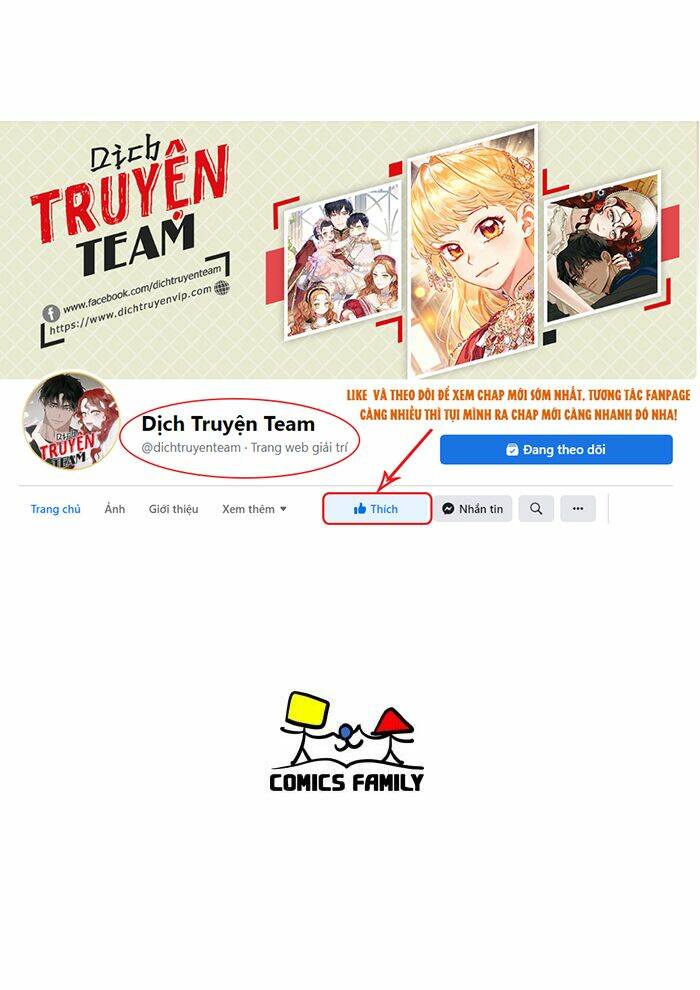 Dịch
TRUYỆN
TEAM
www.facebook.com/dichtruyenteam
https://www.dichtruyenvip.com
LIKE VÀ THEO DÕI ĐỂ XEM CHAP MỚI SỚM NHẤT, TƯƠNG TÁC FANPAGE
CÀNG NHIỀU THÌ TỤI MÌNH RA CHAP MỚI CÀNG NHANH ĐÓ NHA!
Dịch
TRUYỆN
TEAM
Dịch Truyện Team
@dichtruyenteam · Trang web giải trí
Đang theo dõi
Trang chủ Ảnh Giới thiệu Xem thêm Thích Nhắn tin
COMICS FAMILY